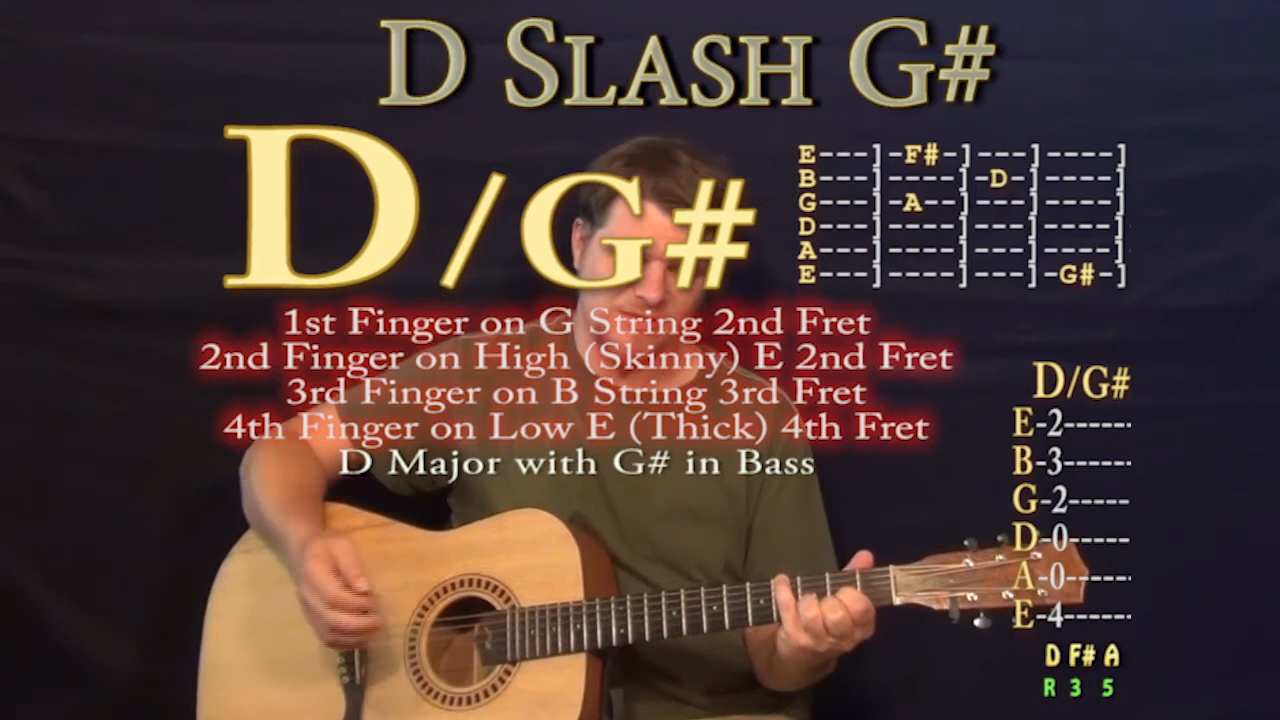 D SLASH G#
D/G#
E---]-F#-]---]----]
B---]----]-D-]----]
G---]-A--]---]----]
D---]----]---]----]
A---]----]---]----]
E---]----]---]-G#-]
1st Finger on G String 2nd Fret
2nd Finger on High (Skinny) E 2nd Fret
3rd Finger on B String 3rd Fret
4th Finger on Low E (Thick) 4th Fret
D Major with G# in Bass
D/G#
E-2------
B-3------
G-2-----
D-0-----
A-0------
E-4------
D F# A
R 3 5